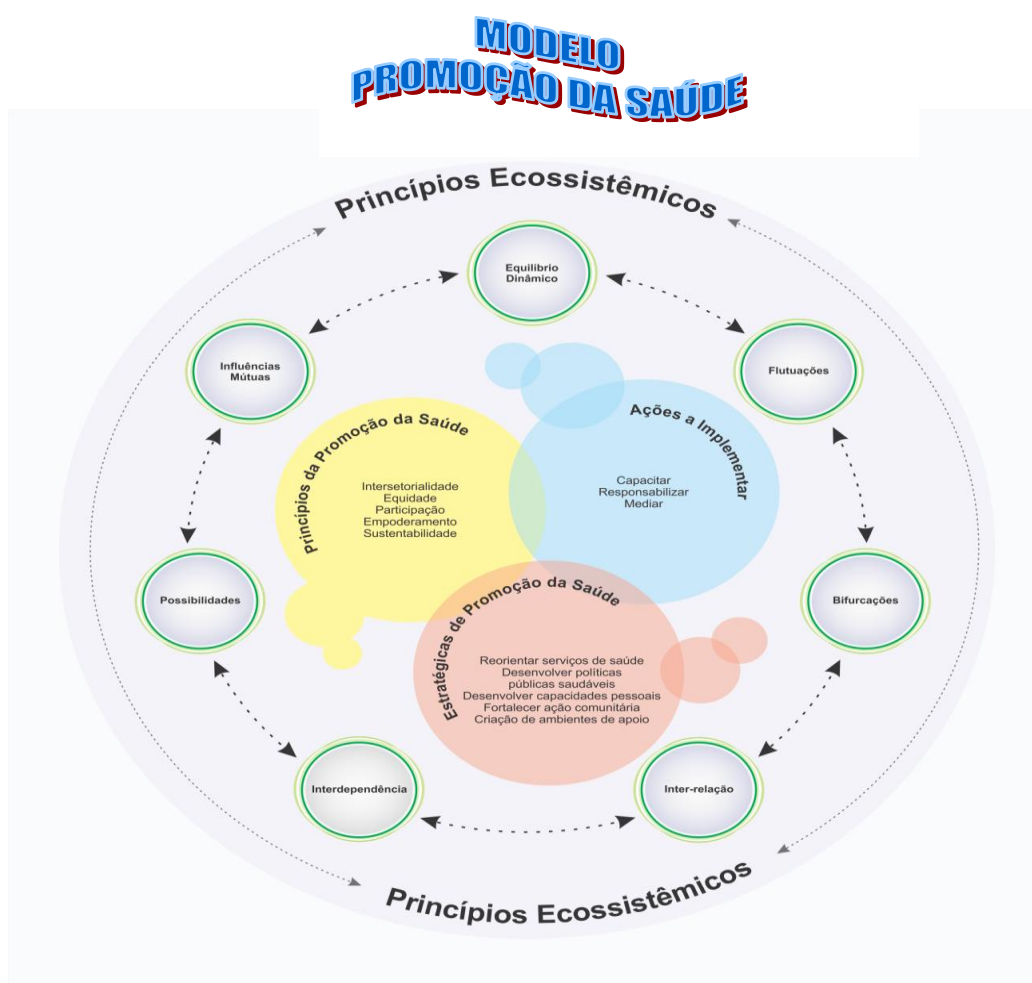 MODELO
PROMOÇÃO DA SAÚDE
Princípios Ecossistêmicos
Equilibrio
Dinâmico
Influências
Mútuas
Flutuações
Princípios da Promoção da Saúde
Intersetorialidade
Equidade
Participação
Empoderamento
Sustentabilidade
Ações a Implementar
Capacitar
Responsabilizar
Mediar
Possibilidades
Bifurcações
Estratégicas de Promoção da Saúde
Reorientar serviços de saúde
Desenvolver políticas
públicas saudáveis
Desenvolver capacidades pessoais
Fortalecer ação comunitária
Criação de ambientes de apoio
Interdependência
Inter-relação
Princípios Ecossistêmicos